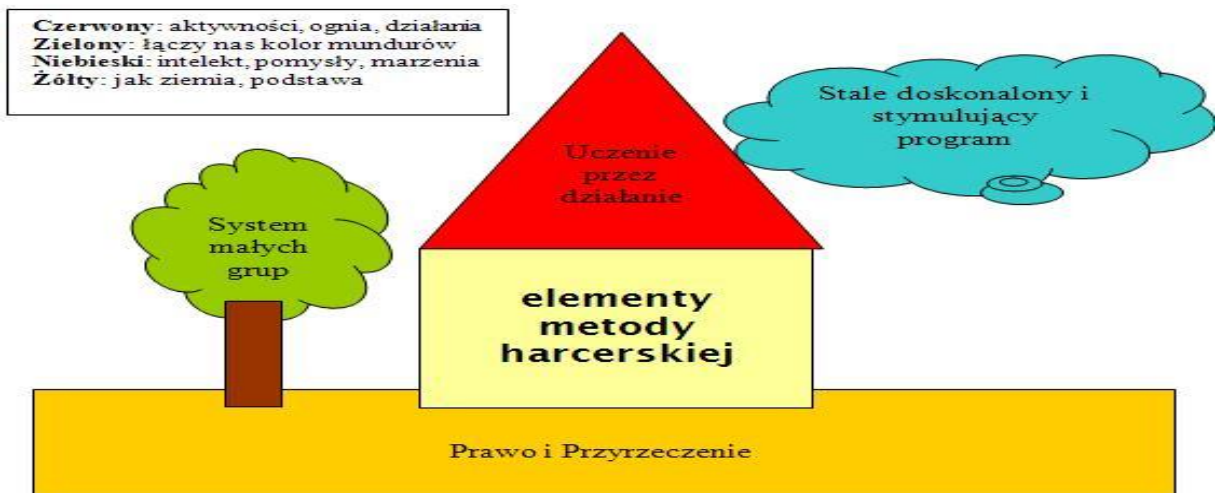 Czerwony: aktywności, ognia, działania
Zielony: łączy nas kolor mundurów
Niebieski: intelekt, pomysły, marzenia
Żółty: jak ziemia, podstawa
Stale doskonalony i
stymulujący
program
Uczenie
przez
działanie
System
małych
grup
elementy
metody
harcerskiej
Prawo i Przyrzeczenie